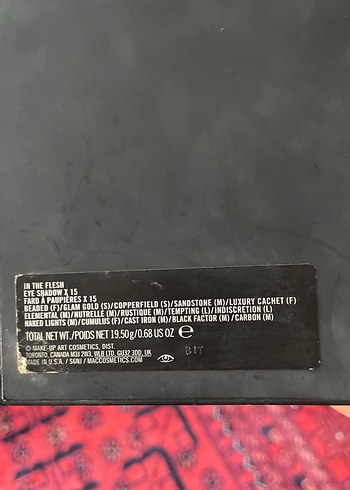 IN THE FLESH
EYE SHADOW X 15
FARD À PAUPIÈRES X 15
BEADED (F)/GLAM GOLD (S)/COPPERFIELD (S)/SANDSTONE (M)/LUXURY CACHET (F)
ELEMENTAL (M)/NUTRELLE (M)/RUSTIQUE (M)/TEMPTING (L)/INDISCRETION (L)
NAKED LIGHTS (M)/CUMULUS (F)/CAST IRON (M)/BLACK FACTOR (M)/CARBON (M)
TOTAL NET WT./POIDS NET 19.50g/0.68 US OZ ℮
© MAKE-UP ART COSMETICS, DIST.
TORONTO, CANADA M3J 2W3, WLB LTD, GU32 3DD, UK
MADE IN U.S.A. / S6NJ / MACCOSMETICS.COM
B17